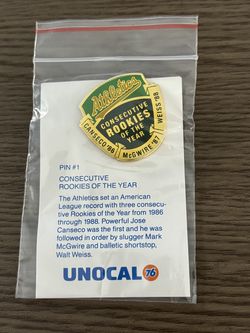 Athletics
CONSECUTIVE
ROOKIES
OF THE
YEAR
CANSECO '86
McGWIRE '87
WEISS '88
PIN #1
CONSECUTIVE
ROOKIES OF THE YEAR
The Athletics set an American
League record with three consecu-
tive Rookies of the Year from 1986
through 1988. Powerful Jose
Canseco was the first and he was
followed in order by slugger Mark
McGwire and balletic shortstop,
Walt Weiss.
UNOCAL 76